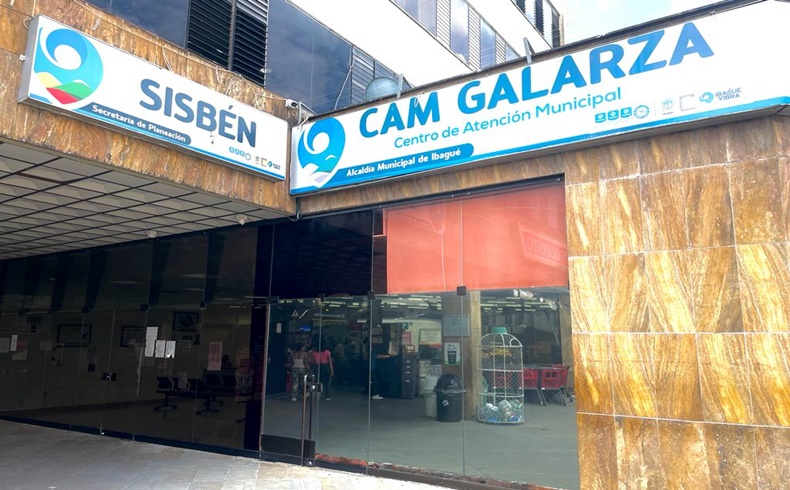 SISBÉN
Secretaría de Planeación
CAM GALARZA
Centro de Atención Municipal
Alcaldía Municipal de Ibagué
IBAGUÉ
VIBRA